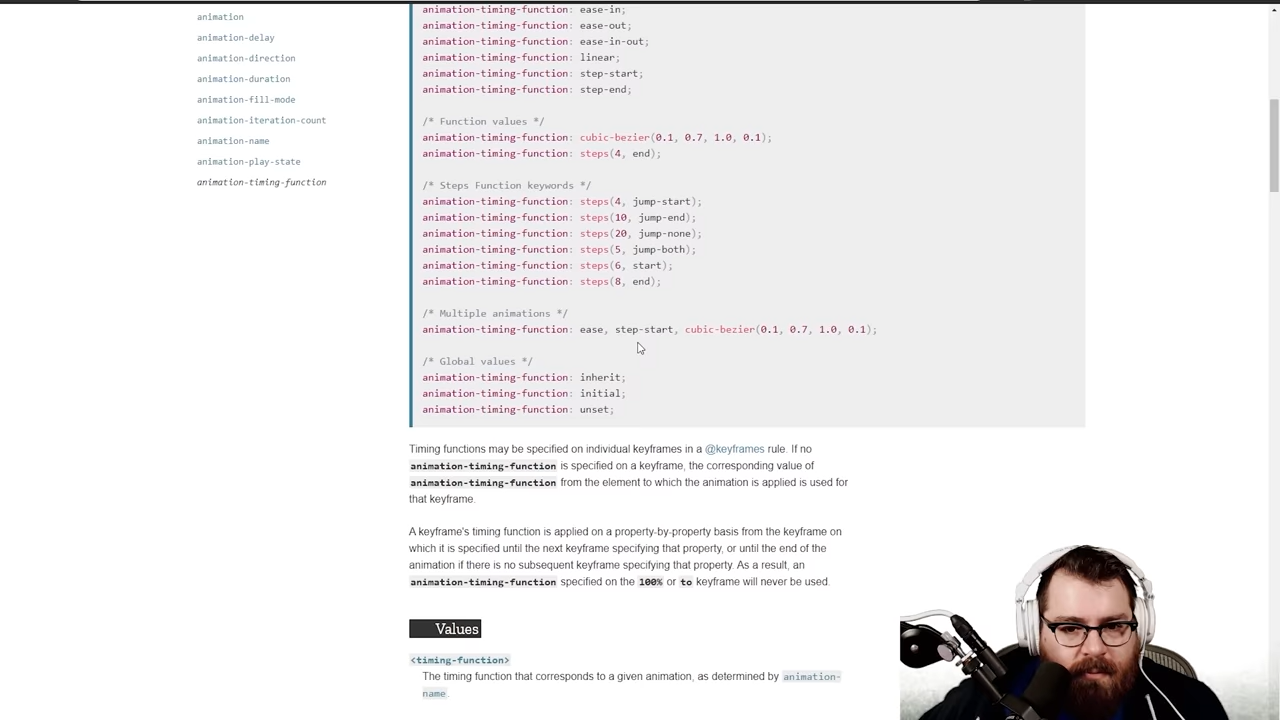 animation
animation-delay
animation-direction
animation-duration
animation-fill-mode
animation-iteration-count
animation-name
animation-play-state
animation-timing-function
animation-timing-function: ease-in;
animation-timing-function: ease-out;
animation-timing-function: ease-in-out;
animation-timing-function: linear;
animation-timing-function: step-start;
animation-timing-function: step-end;
/* Function values */
animation-timing-function: cubic-bezier(0.1, 0.7, 1.0, 0.1);
animation-timing-function: steps(4, end);
/* Steps Function keywords */
animation-timing-function: steps(4, jump-start);
animation-timing-function: steps(10, jump-end);
animation-timing-function: steps(20, jump-none);
animation-timing-function: steps(5, jump-both);
animation-timing-function: steps(6, start);
animation-timing-function: steps(8, end);
/* Multiple animations */
animation-timing-function: ease, step-start, cubic-bezier(0.1, 0.7, 1.0, 0.1);
/* Global values */
animation-timing-function: inherit;
animation-timing-function: initial;
animation-timing-function: unset;
Timing functions may be specified on individual keyframes in a @keyframes rule. If no
animation-timing-function is specified on a keyframe, the corresponding value of
animation-timing-function from the element to which the animation is applied is used for
that keyframe.
A keyframe's timing function is applied on a property-by-property basis from the keyframe on
which it is specified until the next keyframe specifying that property, or until the end of the
animation if there is no subsequent keyframe specifying that property. As a result, an
animation-timing-function specified on the 100% or to keyframe will never be used.
Values
<timing-function>
The timing function that corresponds to a given animation, as determined by animation-
name.